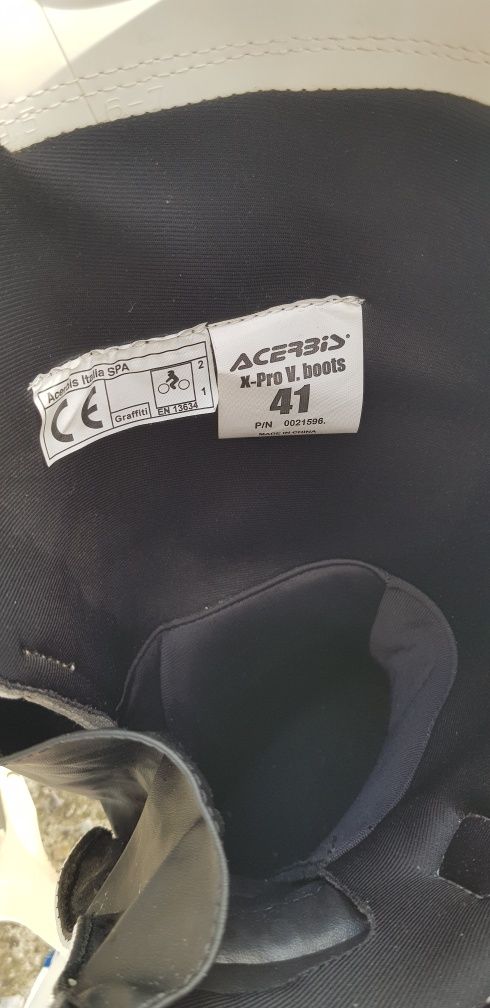 Acerbis Italia SPA
CE
Graffiti
EN 13634
2
1
ACERBIS
X-Pro V. boots
41
P/N 0021596.
MADE IN CHINA